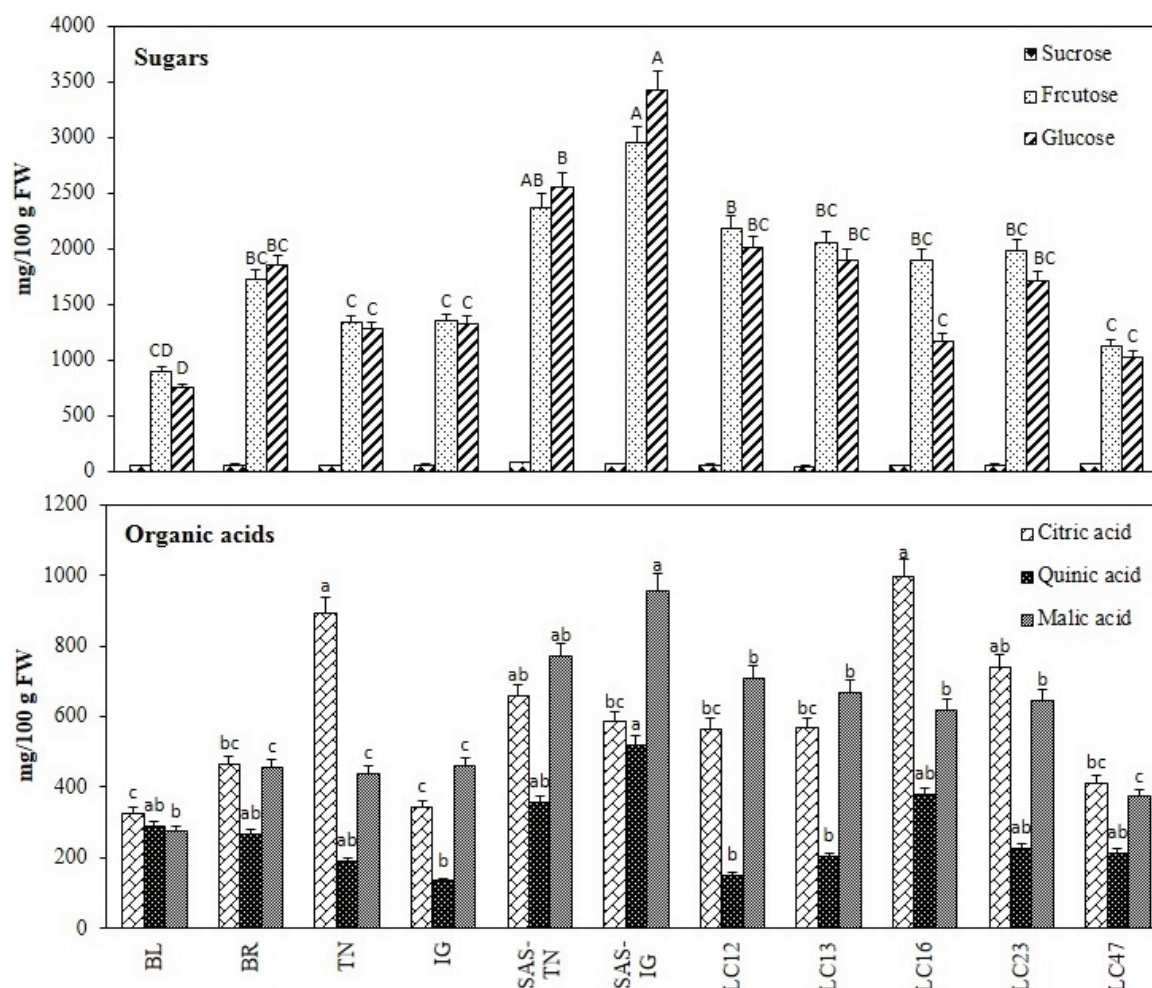 4000
3500
3000
2500
2000
1500
1000
500
0
mg/100 g FW
Sugars
Sucrose
Frcutose
Glucose
CD D
BC BC
C C
C C
AB B
A A
B BC
BC BC
BC C
BC BC
C C
1200
1000
800
600
400
200
0
mg/100 g FW
Organic acids
Citric acid
Quinic acid
Malic acid
c ab b
bc ab c
a ab c
c b c
ab ab ab
bc a a
bc b b
bc b b
a ab b
ab ab b
bc ab c
BL
BR
TN
IG
SAS-
TN
SAS-
IG
LC12
LC13
LC16
LC23
LC47